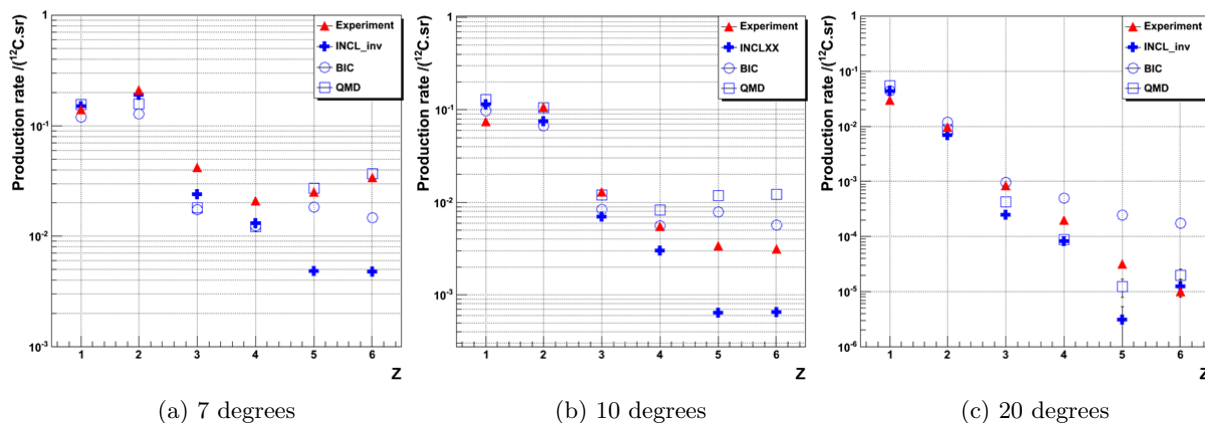 Production rate /(¹²C.sr)
1
10⁻¹
10⁻²
10⁻³
Experiment
INCL_inv
BIC
QMD
1 2 3 4 5 6
Z
(a) 7 degrees
Production rate /(¹²C.sr)
1
10⁻¹
10⁻²
10⁻³
Experiment
INCLXX
BIC
QMD
1 2 3 4 5 6
Z
(b) 10 degrees
Production rate /(¹²C.sr)
1
10⁻¹
10⁻²
10⁻³
10⁻⁴
10⁻⁵
10⁻⁶
Experiment
INCL_inv
BIC
QMD
1 2 3 4 5 6
Z
(c) 20 degrees